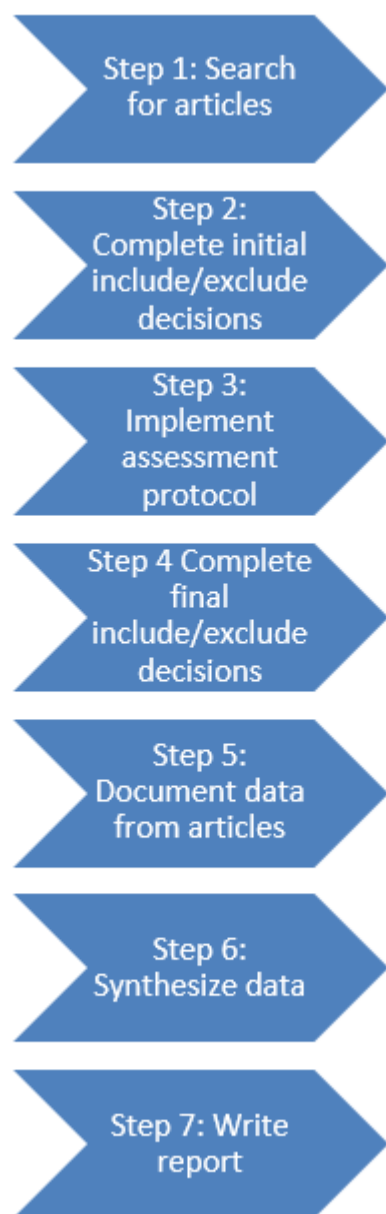 Step 1: Search
for articles
Step 2:
Complete initial
include/exclude
decisions
Step 3:
Implement
assessment
protocol
Step 4 Complete
final
include/exclude
decisions
Step 5:
Document data
from articles
Step 6:
Synthesize data
Step 7: Write
report